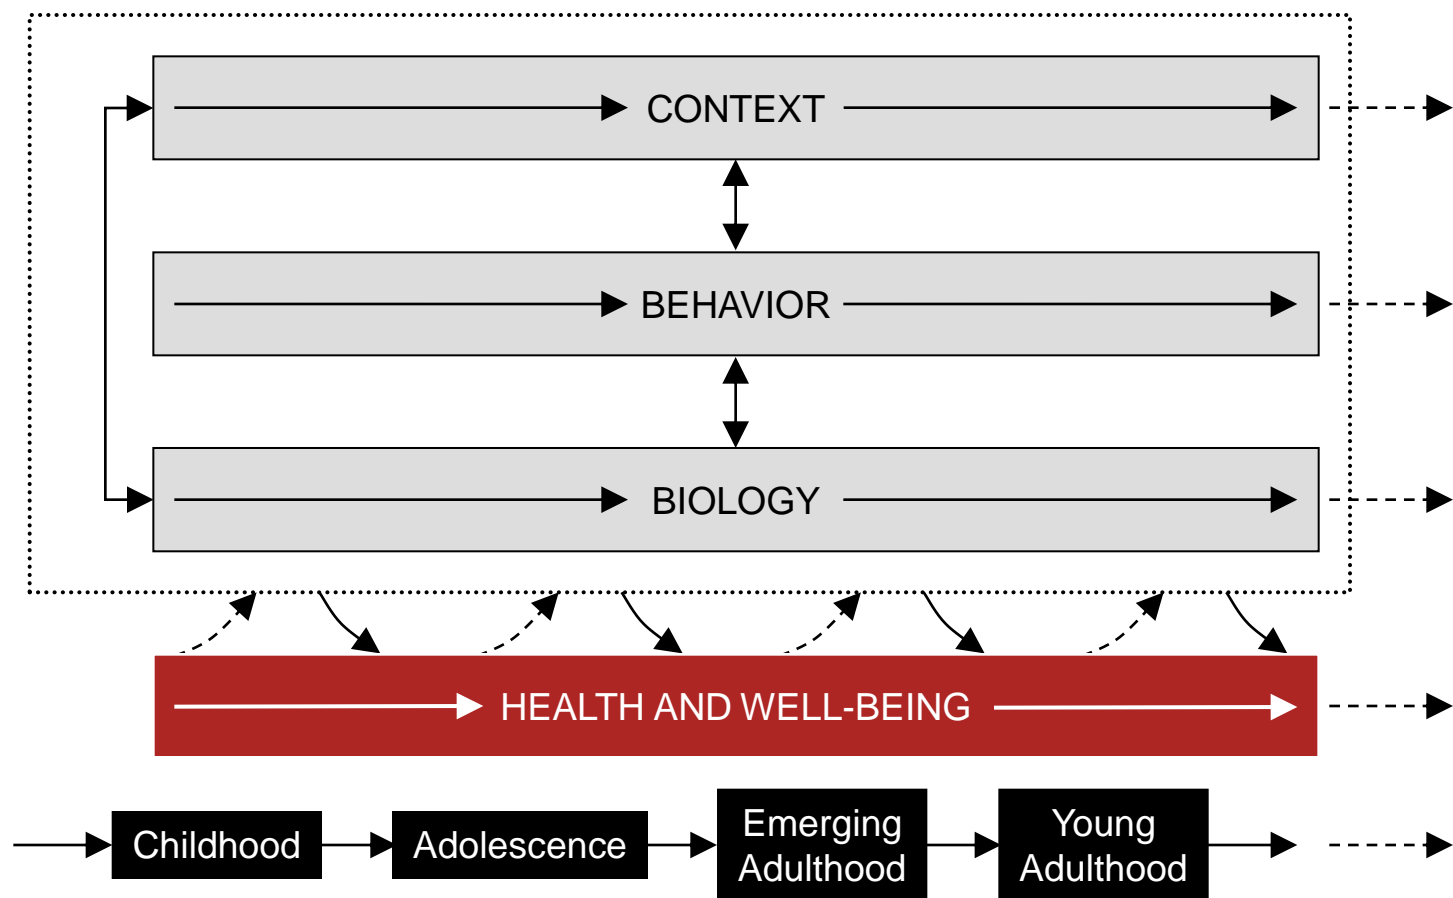 CONTEXT
BEHAVIOR
BIOLOGY
HEALTH AND WELL-BEING
Childhood
Adolescence
Emerging
Adulthood
Young
Adulthood